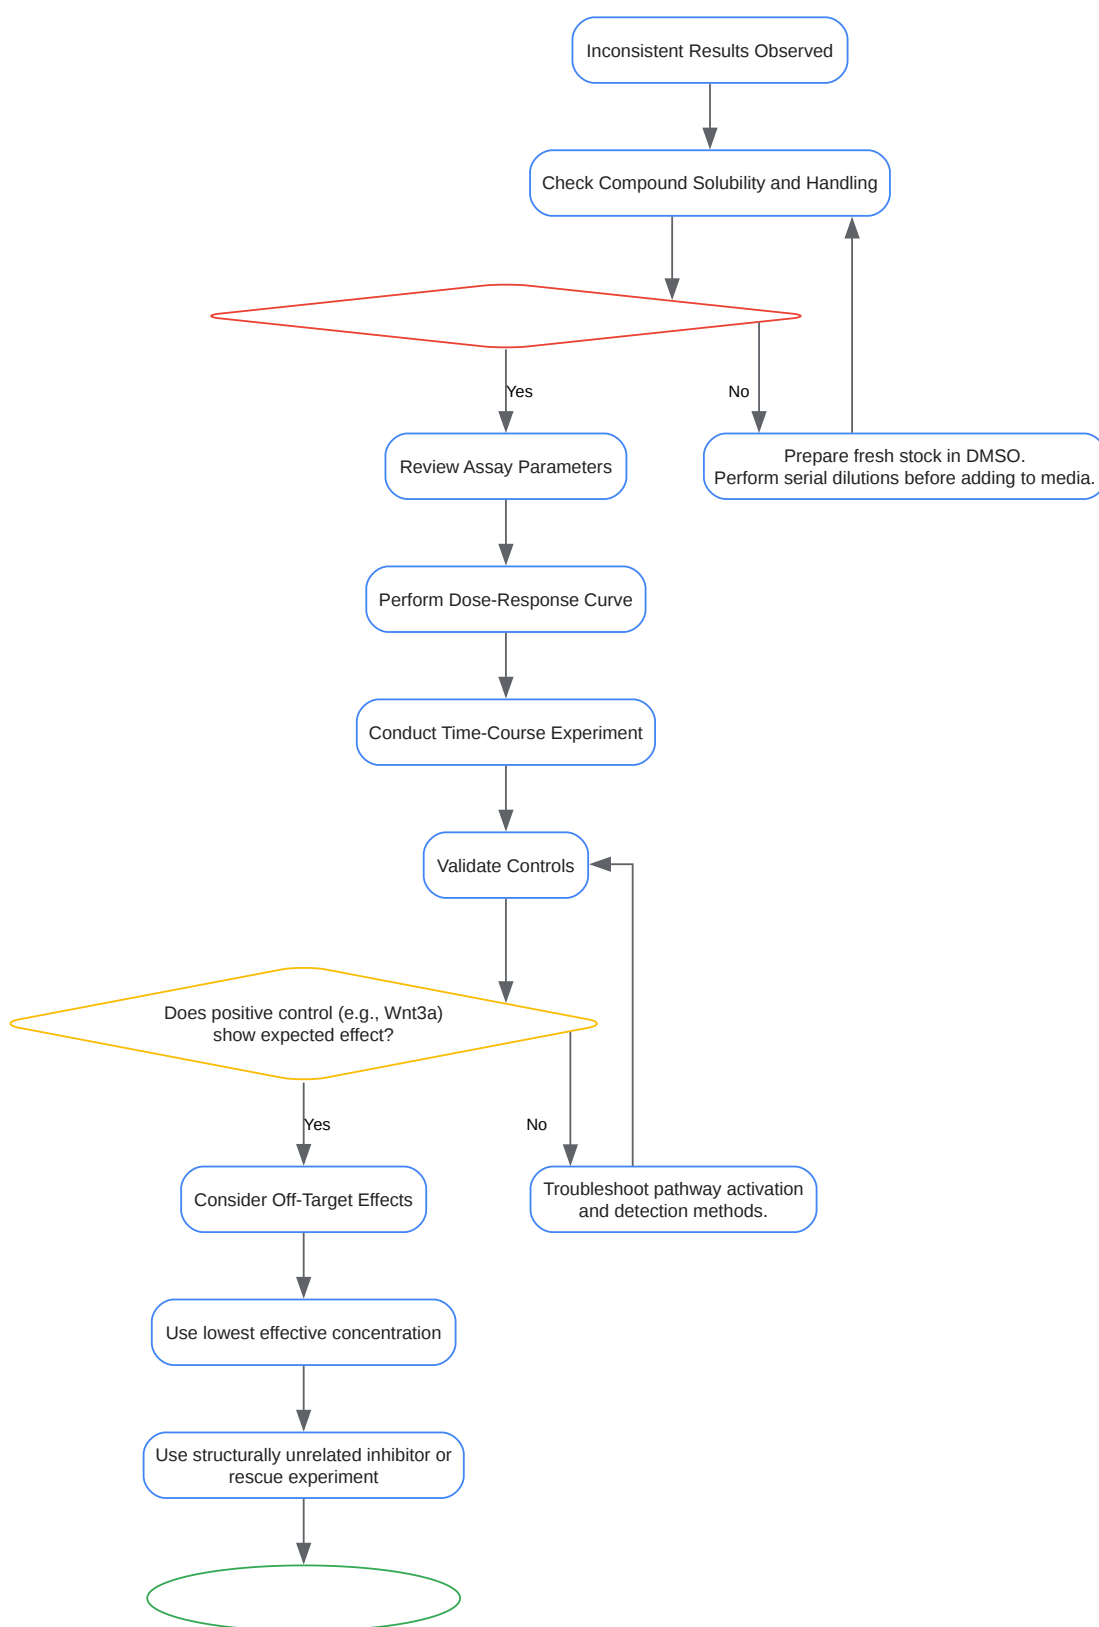 Inconsistent Results Observed
Check Compound Solubility and Handling
Yes
No
Review Assay Parameters
Prepare fresh stock in DMSO.
Perform serial dilutions before adding to media.
Perform Dose-Response Curve
Conduct Time-Course Experiment
Validate Controls
Does positive control (e.g., Wnt3a)
show expected effect?
Yes
No
Consider Off-Target Effects
Troubleshoot pathway activation
and detection methods.
Use lowest effective concentration
Use structurally unrelated inhibitor or
rescue experiment